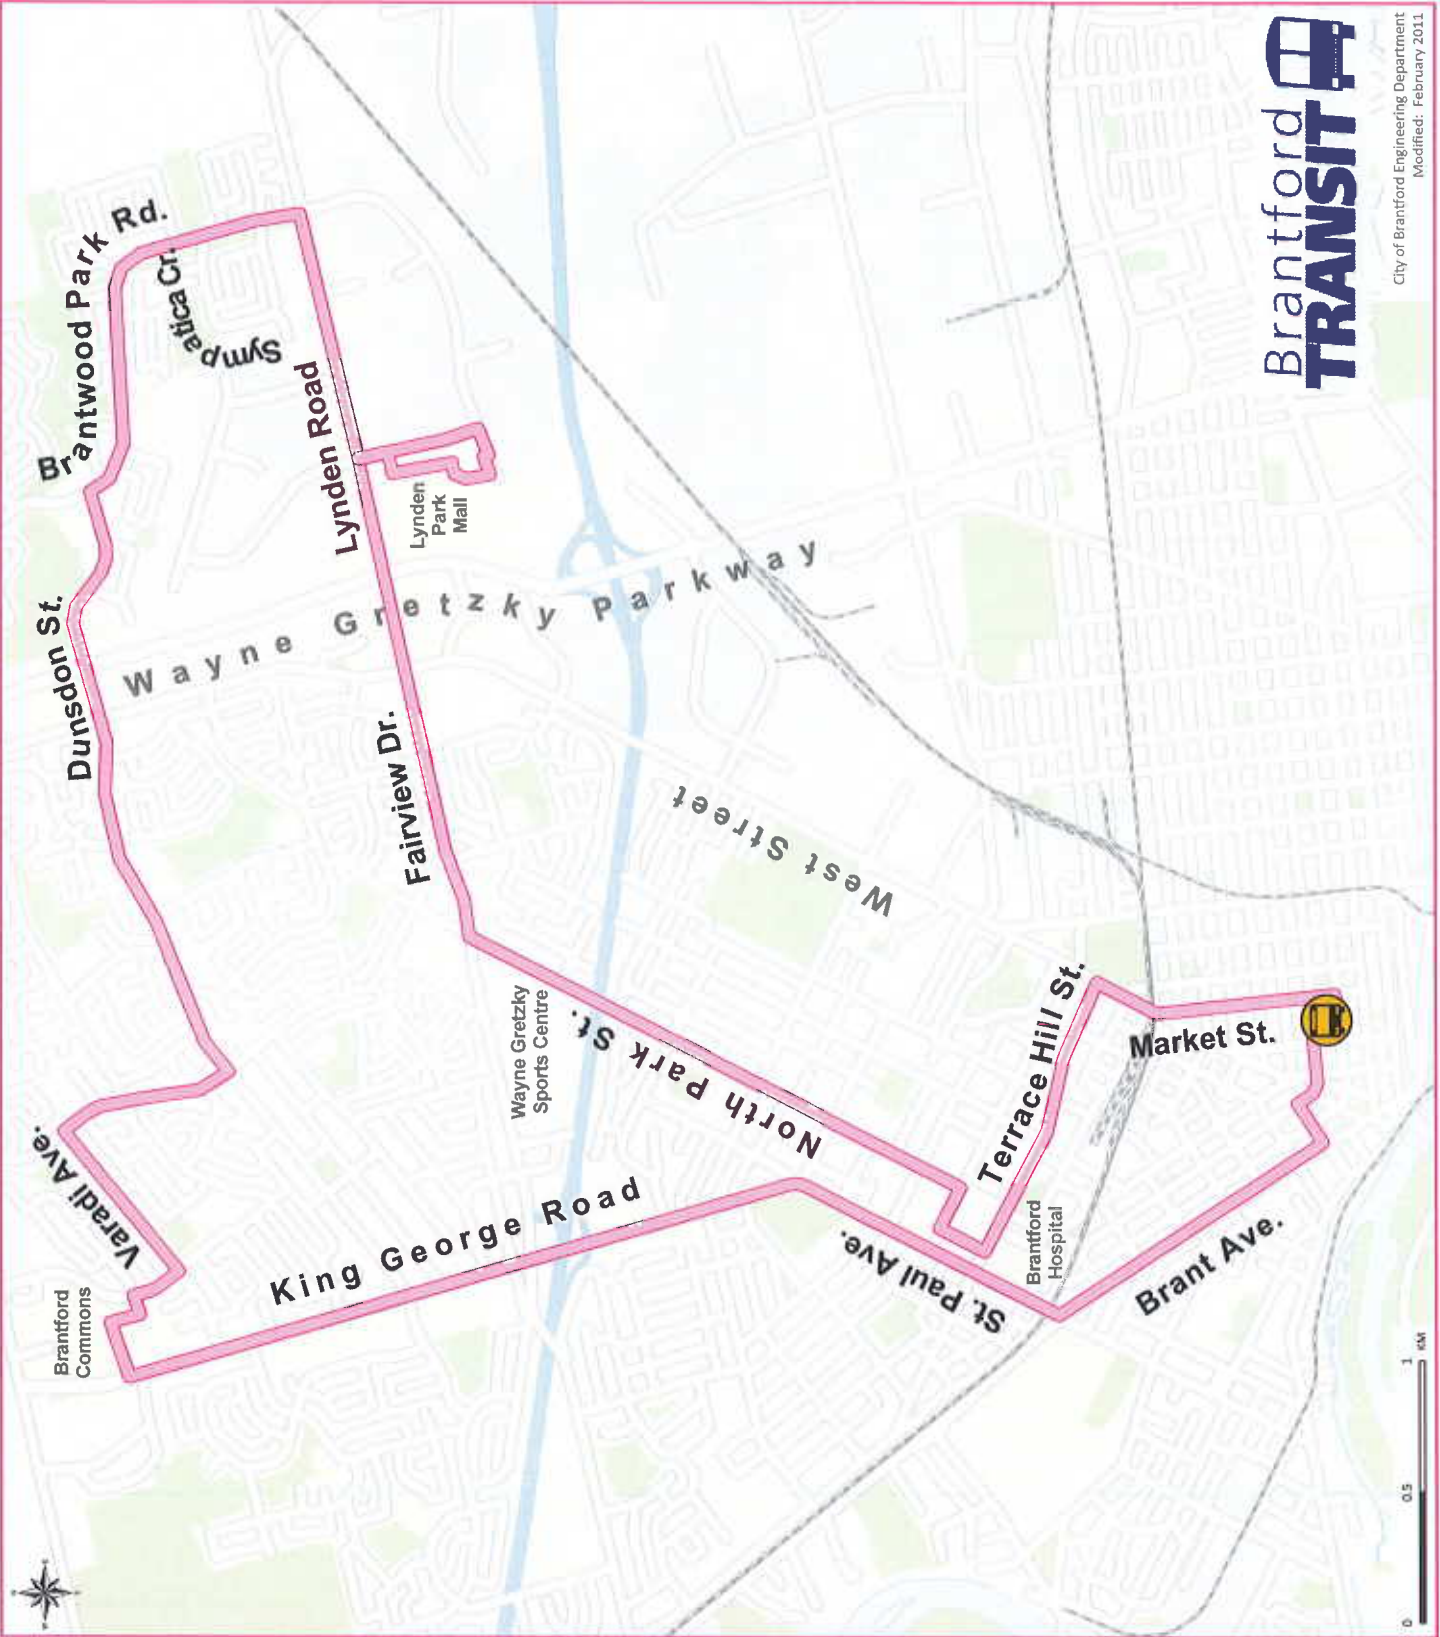 Brantwood Park Rd.
Sympatica Cr.
Dunsdon St.
Lynden Road
Lynden
Park
Mall
Wayne Gretzky Parkway
Fairview Dr.
West Street
Wayne Gretzky
Sports Centre
North Park St.
Varadi Ave.
Brantford
Commons
King George Road
Terrace Hill St.
Market St.
Brantford
Hospital
St. Paul Ave.
Brant Ave.
Brantford
TRANSIT
City of Brantford Engineering Department
Modified: February 2011
0 0.5 1 KM